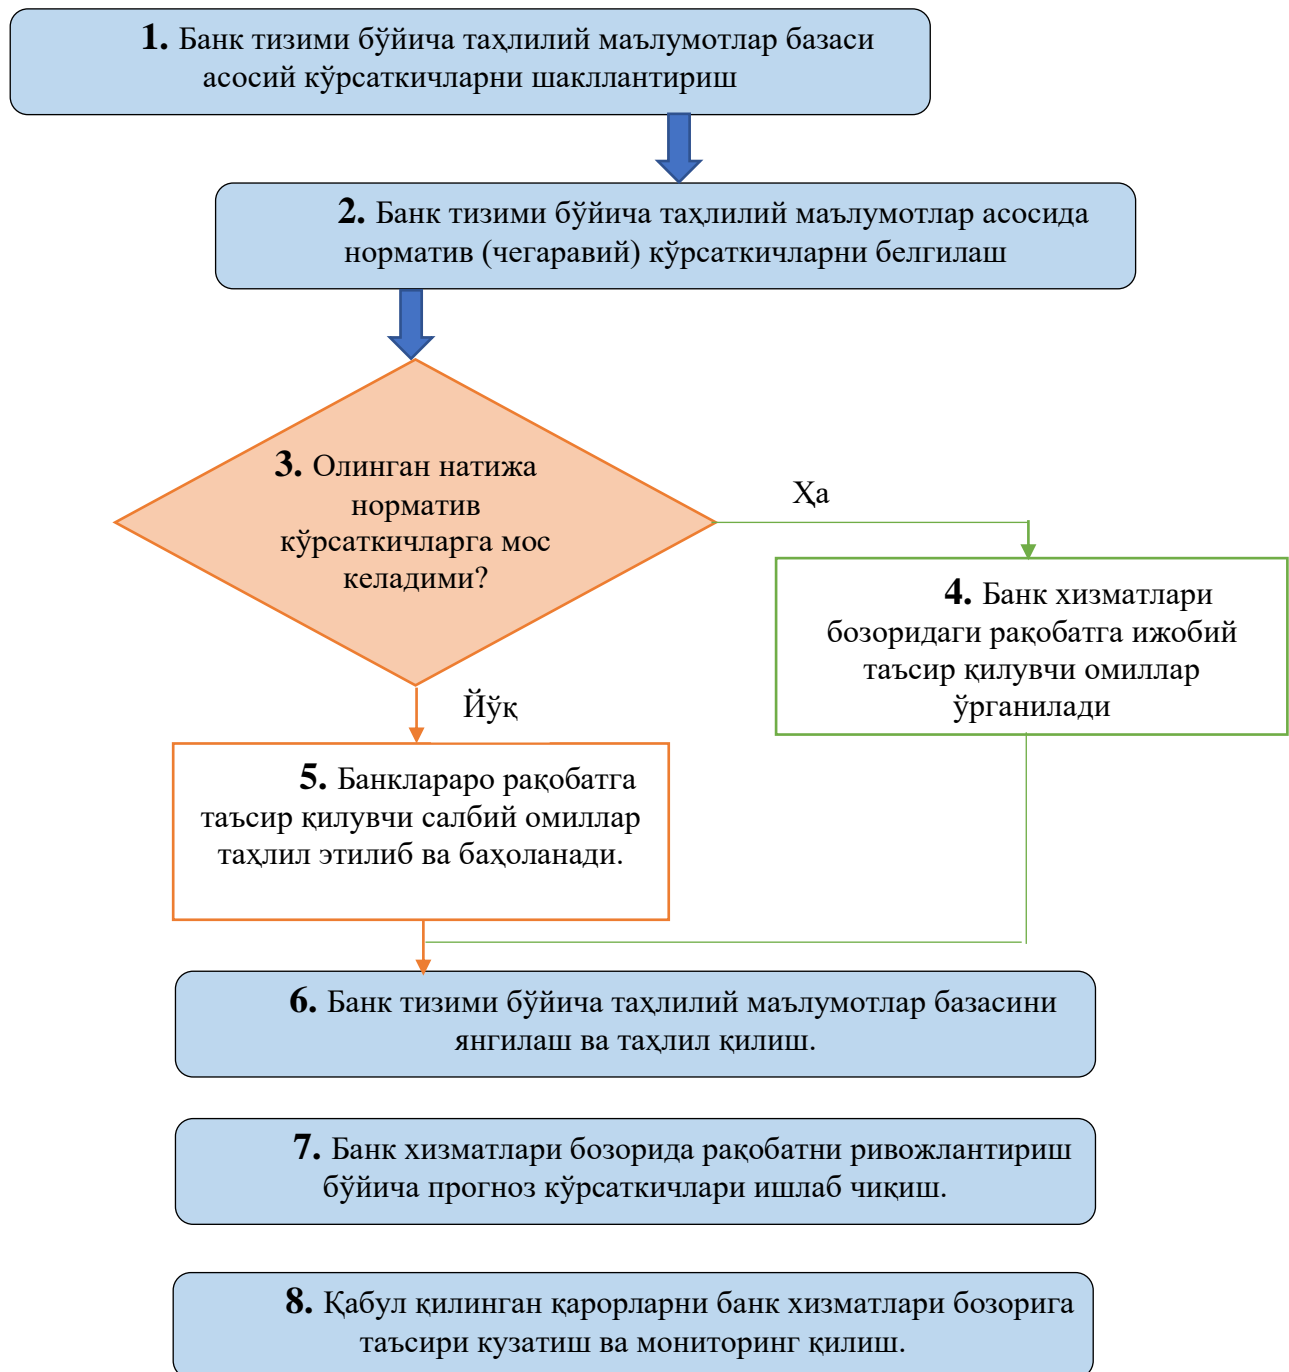 1. Банк тизими бўйича таҳлилий маълумотлар базаси
асосий кўрсаткичларни шакллантириш
2. Банк тизими бўйича таҳлилий маълумотлар асосида
норматив (чегаравий) кўрсаткичларни белгилаш
3. Олинган натижа
норматив
кўрсаткичларга мос
келадими?
Ҳа
4. Банк хизматлари
бозоридаги рақобатга ижобий
таъсир қилувчи омиллар
ўрганилади
Йўқ
5. Банклараро рақобатга
таъсир қилувчи салбий омиллар
таҳлил этилиб ва баҳоланади.
6. Банк тизими бўйича таҳлилий маълумотлар базасини
янгилаш ва таҳлил қилиш.
7. Банк хизматлари бозорида рақобатни ривожлантириш
бўйича прогноз кўрсаткичлари ишлаб чиқиш.
8. Қабул қилинган қарорларни банк хизматлари бозорига
таъсири кузатиш ва мониторинг қилиш.